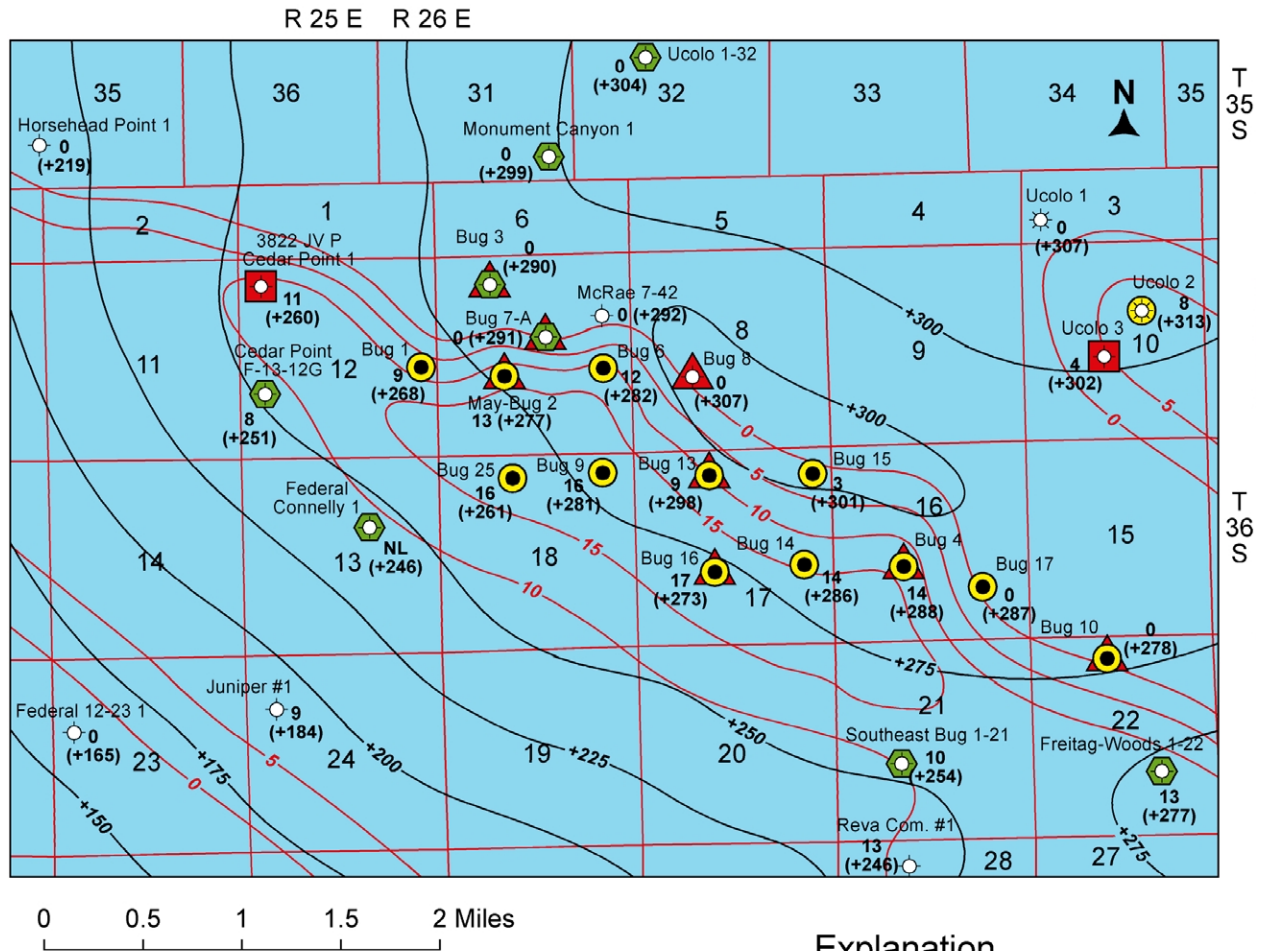 R 25 E R 26 E
35
36
31
32
33
34
35
T
35
S
N
Ucolo 1-32
0
(+304)
Horsehead Point 1
0
(+219)
Monument Canyon 1
0
(+299)
2
1
6
5
4
3
Ucolo 1
0
(+307)
3822 JV P
Cedar Point 1
11
(+260)
Bug 3
0
(+290)
McRae 7-42
0 (+292)
Bug 7-A
0 (+291)
Ucolo 2
8
(+313)
Ucolo 3
4
(+302)
10
+300
8
9
11
Cedar Point
F-13-12G
12
8
(+251)
Bug 1
9
(+268)
May-Bug 2
13 (+277)
Bug 6
12
(+282)
Bug 8
0
(+307)
+300
0
5
0
5
Bug 25
16
(+261)
Bug 9
16
(+281)
Bug 13
9
(+298)
Bug 15
3
(+301)
5
10
15
16
15
T
36
S
Federal
Connelly 1
NL
(+246)
14
13
18
15
10
Bug 16
17
(+273)
17
Bug 14
14
(+286)
Bug 4
14
(+288)
Bug 17
0
(+287)
Bug 10
0
(+278)
+275
21
22
Juniper #1
9
(+184)
Federal 12-23 1
0
(+165)
23
24
19
20
+150
+175
+200
+225
+250
0
5
Southeast Bug 1-21
10
(+254)
Freitag-Woods 1-22
13
(+277)
Reva Com. #1
13
(+246)
28
27
+275
0 0.5 1 1.5 2 Miles
Explanation